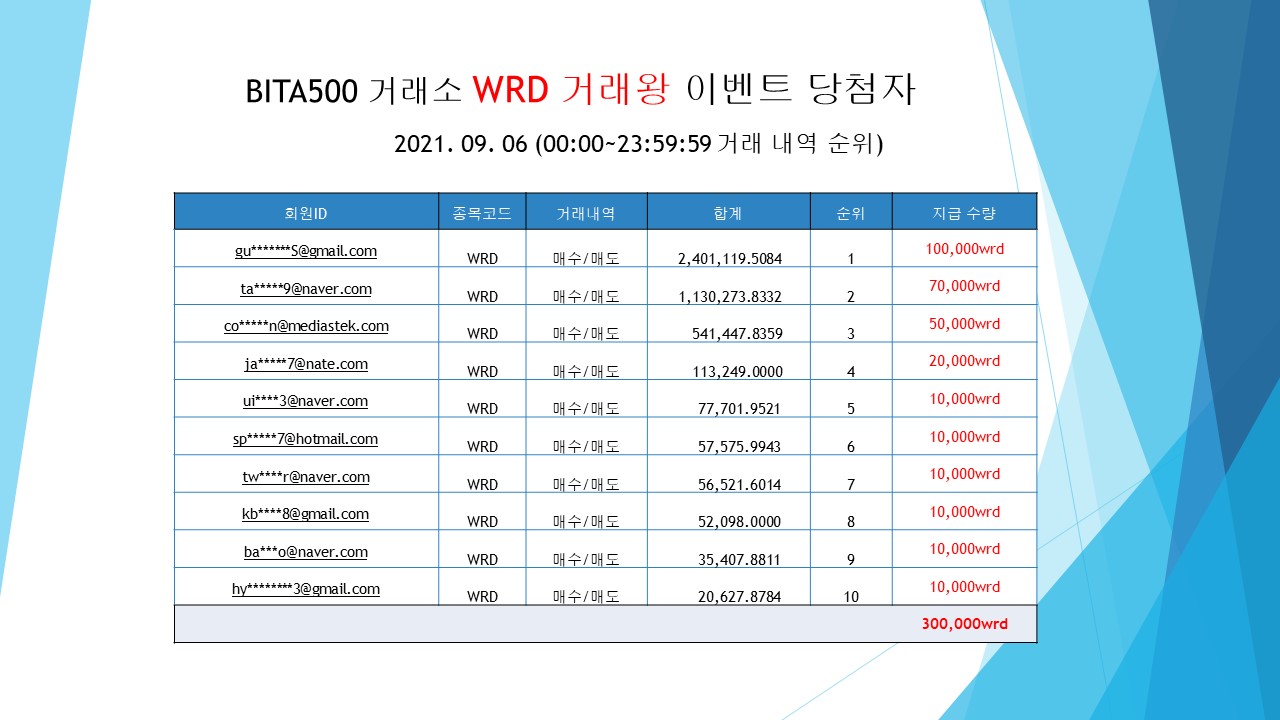 BITA500 거래소 WRD 거래왕 이벤트 당첨자
2021. 09. 06 (00:00~23:59:59 거래 내역 순위)
회원ID 종목코드 거래내역 합계 순위 지급 수량
gu*******S@gmail.com WRD 매수/매도 2,401,119.5084 1 100,000wrd
ta*****9@naver.com WRD 매수/매도 1,130,273.8332 2 70,000wrd
co*****n@mediastek.com WRD 매수/매도 541,447.8359 3 50,000wrd
ja*****7@nate.com WRD 매수/매도 113,249.0000 4 20,000wrd
ui****3@naver.com WRD 매수/매도 77,701.9521 5 10,000wrd
sp*****7@hotmail.com WRD 매수/매도 57,575.9943 6 10,000wrd
tw****r@naver.com WRD 매수/매도 56,521.6014 7 10,000wrd
kb****8@gmail.com WRD 매수/매도 52,098.0000 8 10,000wrd
ba***o@naver.com WRD 매수/매도 35,407.8811 9 10,000wrd
hy********3@gmail.com WRD 매수/매도 20,627.8784 10 10,000wrd
300,000wrd